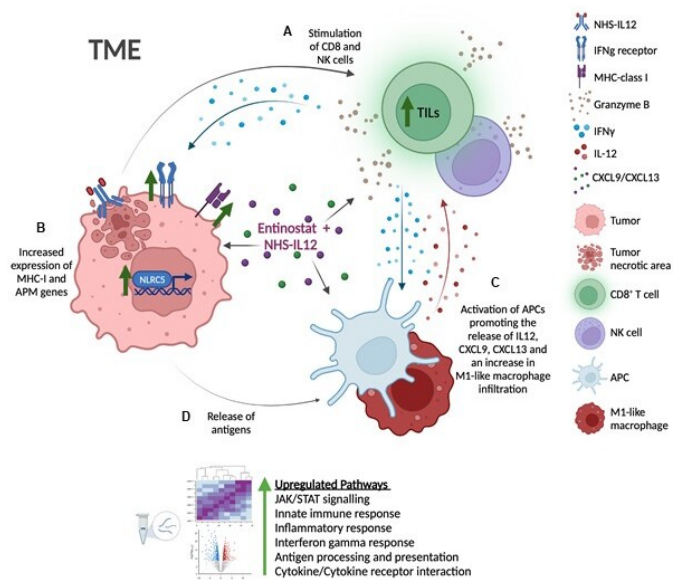 TME
A
Stimulation
of CD8 and
NK cells
TILs
B
Increased
expression of
MHC-I and
APM genes
NLRC5
Entinostat +
NHS-IL12
C
Activation of APCs
promoting the
release of IL12,
CXCL9, CXCL13 and
an increase in
M1-like macrophage
infiltration
D
Release of
antigens
NHS-IL12
IFNg receptor
MHC-class I
Granzyme B
IFNγ
IL-12
CXCL9/CXCL13
Tumor
Tumor
necrotic area
CD8⁺ T cell
NK cell
APC
M1-like
macrophage
Upregulated Pathways
JAK/STAT signalling
Innate immune response
Inflammatory response
Interferon gamma response
Antigen processing and presentation
Cytokine/Cytokine receptor interaction